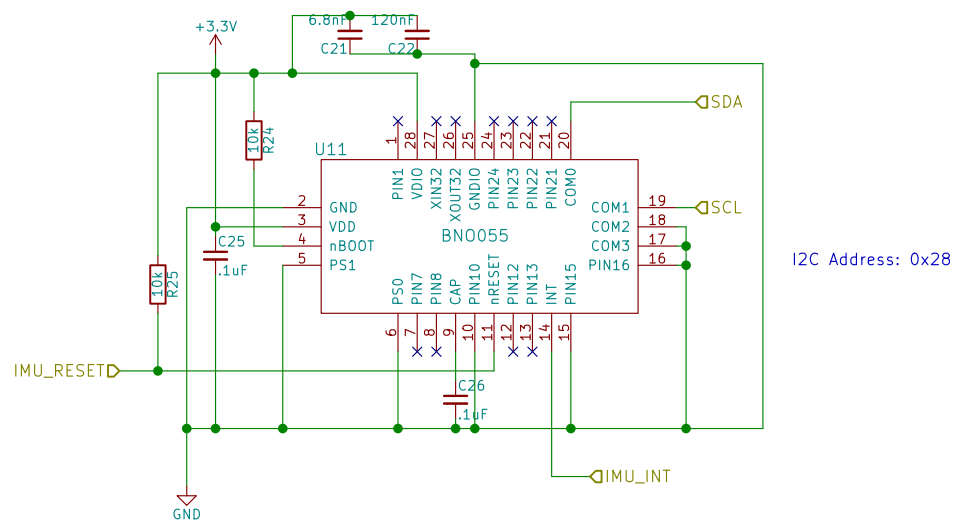 +3.3V
6.8nF
120nF
C21
C22
SDA
10k
R24
U11
1
28
27
26
25
24
23
22
21
20
PIN1
VDIO
XIN32
XOUT32
GNDIO
PIN24
PIN23
PIN22
PIN21
COM0
2
GND
COM1
19
SCL
3
VDD
COM2
18
BNO055
4
nBOOT
COM3
17
C25
5
PS1
PIN16
16
.1uF
I2C Address: 0x28
10k
R25
PS0
PIN7
PIN8
CAP
PIN10
nRESET
PIN12
PIN13
INT
PIN15
6
7
8
9
10
11
12
13
14
15
IMU_RESET
C26
.1uF
IMU_INT
GND